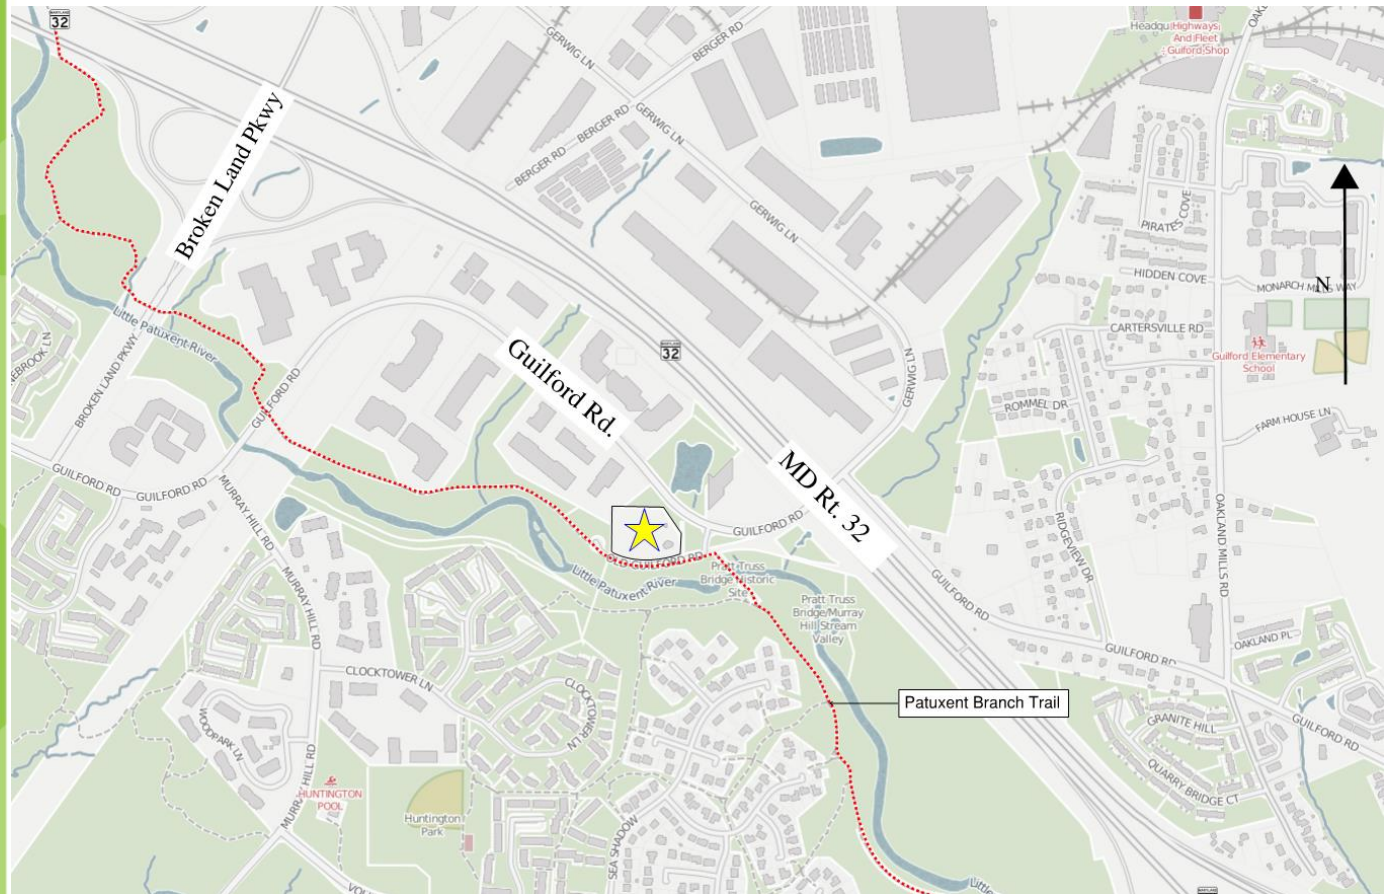 32
GERWIG LN
BERGER RD
BERGER RD
BERGER RD
GERWIG LN
GERWIG LN
GERWIG LN
Highways
And Fleet
Guilford Shop
Broken Land Pkwy
PIRATES COVE
HIDDEN COVE
MONARCH MILLS WAY
N
CARTERSVILLE RD
Guilford Elementary
School
FARM HOUSE LN
ROMMEL DR
RIDGEVIEW DR
OAKLAND MILLS RD
Little Patuxent River
BROKEN LAND PKWY
GUILFORD RD
32
Guilford Rd.
MD Rt. 32
GUILFORD RD
GUILFORD RD
MURRAY HILL RD
MURRAY HILL RD
GUILFORD RD
OLD GUILFORD RD
Pratt Truss
Bridge Historic
Site
Little Patuxent River
Pratt Truss
Bridge/Murray
Hill Stream
Valley
GUILFORD RD
GUILFORD RD
OAKLAND PL
CLOCKTOWER LN
CLOCKTOWER LN
Patuxent Branch Trail
WOODPARK LN
GRANITE HILL
GUILFORD RD
QUARRY BRIDGE CT
HUNTINGTON
POOL
Huntington
Park
SEA SHADOW